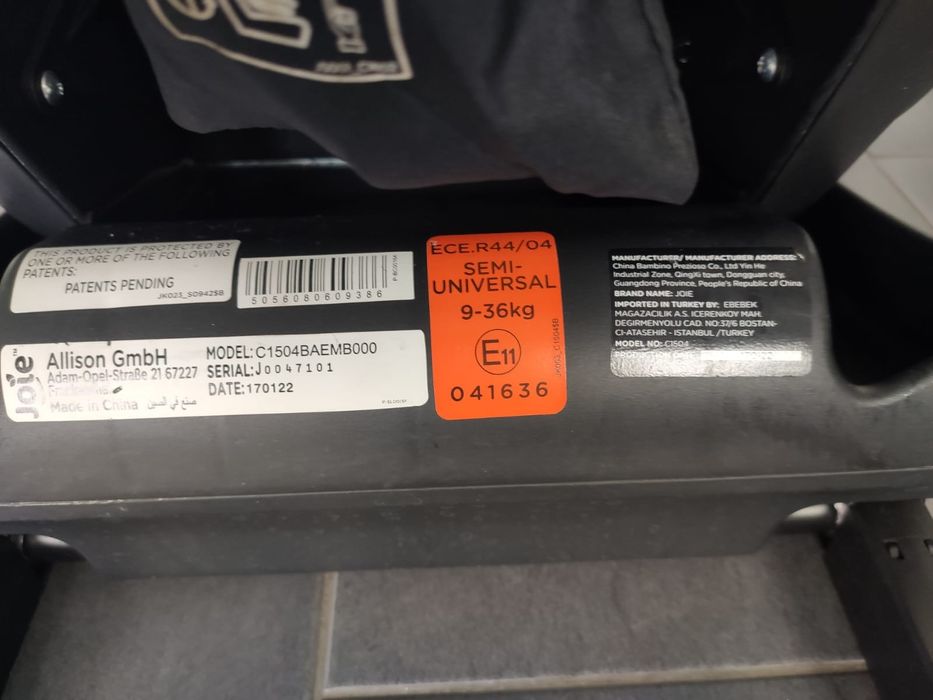 THIS PRODUCT IS PROTECTED BY
ONE OR MORE OF THE FOLLOWING
PATENTS:
PATENTS PENDING
JK023_S0942SB
5056080609386
P-BG0015X
Joie™
Allison GmbH
Adam-Opel-Straße 21 67227
Made in China صنع في الصين
MODEL:C1504BAEMB000
SERIAL:J0047101
DATE:170122
ECE.R44/04
SEMI-
UNIVERSAL
9-36kg
E11
041636
MANUFACTURER/ MANUFACTURER ADDRESS:
China Bambino Prezioso Co., Ltd Yin He
Industrial Zone, QingXi town, Dongguan city,
Guangdong Province, People's Republic of China
BRAND NAME: JOIE
IMPORTED IN TURKEY BY: EBEBEK
MAGAZACILIK A.S. ICERENKOY MAH.
DEGIRMENYOLU CAD. NO:37/6 BOSTAN-
CI-ATASEHIR - ISTANBUL /TURKEY
MODEL NO.: C1504
PRODUCTION